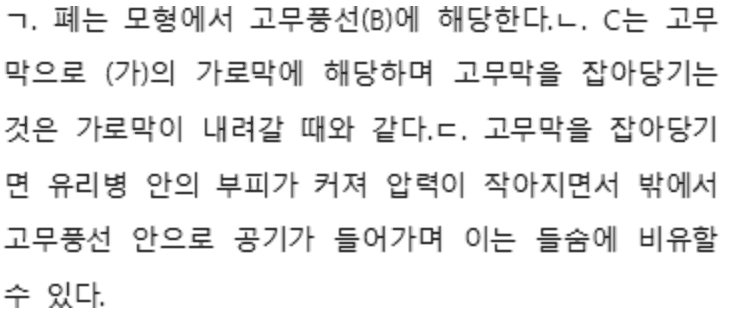 ㄱ. 폐는 모형에서 고무풍선(B)에 해당한다.ㄴ. C는 고무
막으로 (가)의 가로막에 해당하며 고무막을 잡아당기는
것은 가로막이 내려갈 때와 같다.ㄷ. 고무막을 잡아당기
면 유리병 안의 부피가 커져 압력이 작아지면서 밖에서
고무풍선 안으로 공기가 들어가며 이는 들숨에 비유할
수 있다.